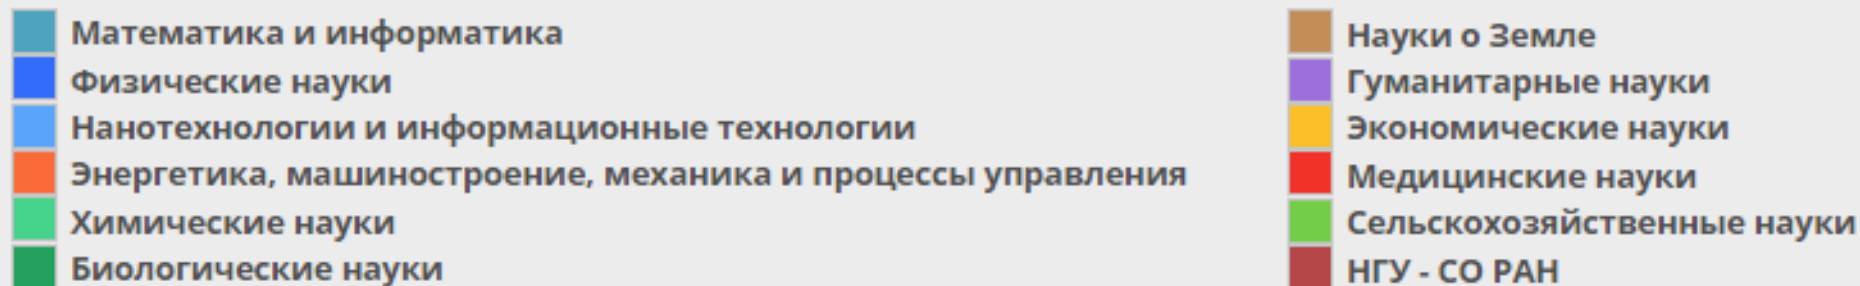 Математика и информатика
Физические науки
Нанотехнологии и информационные технологии
Энергетика, машиностроение, механика и процессы управления
Химические науки
Биологические науки
Науки о Земле
Гуманитарные науки
Экономические науки
Медицинские науки
Сельскохозяйственные науки
НГУ - СО РАН